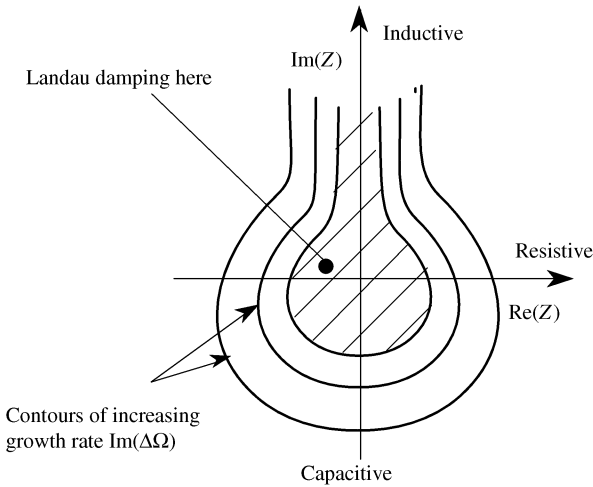 Inductive
Im(Z)
Landau damping here
Resistive
Re(Z)
Contours of increasing
growth rate Im(ΔΩ)
Capacitive